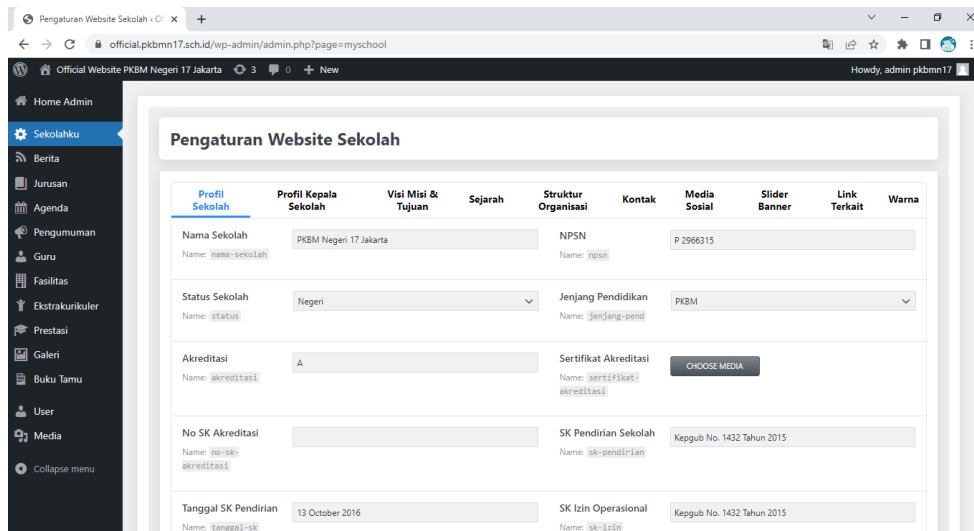 Pengaturan Website Sekolah ‹ Of
official.pkbmn17.sch.id/wp-admin/admin.php?page=myschool
Official Website PKBM Negeri 17 Jakarta 3 0 + New Howdy, admin pkbmn17
Home Admin
Sekolahku
Berita
Jurusan
Agenda
Pengumuman
Guru
Fasilitas
Ekstrakurikuler
Prestasi
Galeri
Buku Tamu
User
Media
Collapse menu
Pengaturan Website Sekolah
Profil Sekolah
Profil Kepala Sekolah
Visi Misi & Tujuan
Sejarah
Struktur Organisasi
Kontak
Media Sosial
Slider Banner
Link Terkait
Warna
Nama Sekolah
Name: nama-sekolah
PKBM Negeri 17 Jakarta
NPSN
Name: npsn
P 2966315
Status Sekolah
Name: status
Negeri
Jenjang Pendidikan
Name: jenjang-pend
PKBM
Akreditasi
Name: akreditasi
A
Sertifikat Akreditasi
Name: sertifikat-
akreditasi
CHOOSE MEDIA
No SK Akreditasi
Name: no-sk-
akreditasi
SK Pendirian Sekolah
Name: sk-pendirian
Kepgub No. 1432 Tahun 2015
Tanggal SK Pendirian
Name: tanggal-sk
13 October 2016
SK Izin Operasional
Name: sk-izin
Kepgub No. 1432 Tahun 2015